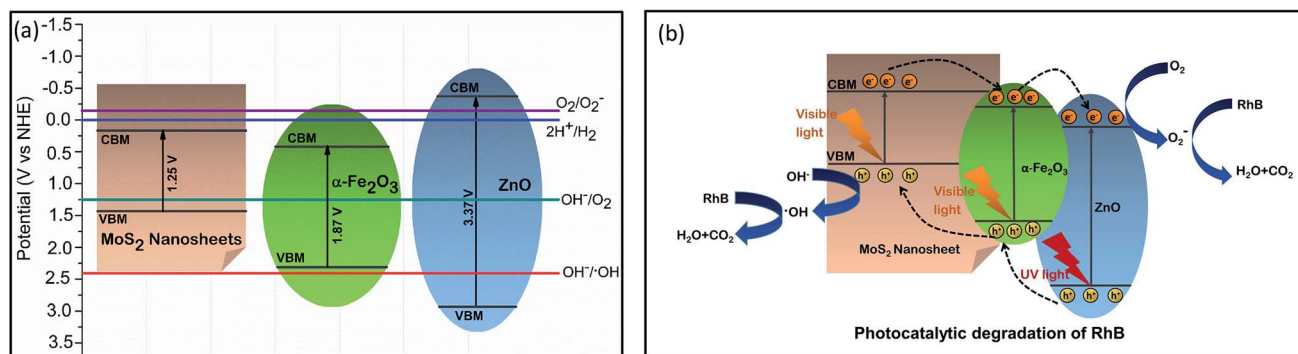 (a)
Potential (V vs NHE)
-1.5
-1.0
-0.5
0.0
0.5
1.0
1.5
2.0
2.5
3.0
3.5
CBM
1.25 V
VBM
MoS₂ Nanosheets
CBM
α-Fe₂O₃
1.87 V
VBM
CBM
ZnO
3.37 V
VBM
O₂/O₂⁻
2H⁺/H₂
OH⁻/O₂
OH⁻/·OH
(b)
e⁻ e⁻ e⁻
CBM
Visible
light
VBM
h⁺ h⁺ h⁺
OH⁻
RhB
·OH
H₂O+CO₂
MoS₂ Nanosheet
e⁻ e⁻ e⁻
α-Fe₂O₃
Visible
light
h⁺ h⁺ h⁺
e⁻ e⁻ e⁻
ZnO
UV light
h⁺ h⁺ h⁺
O₂
RhB
O₂⁻
H₂O+CO₂
Photocatalytic degradation of RhB